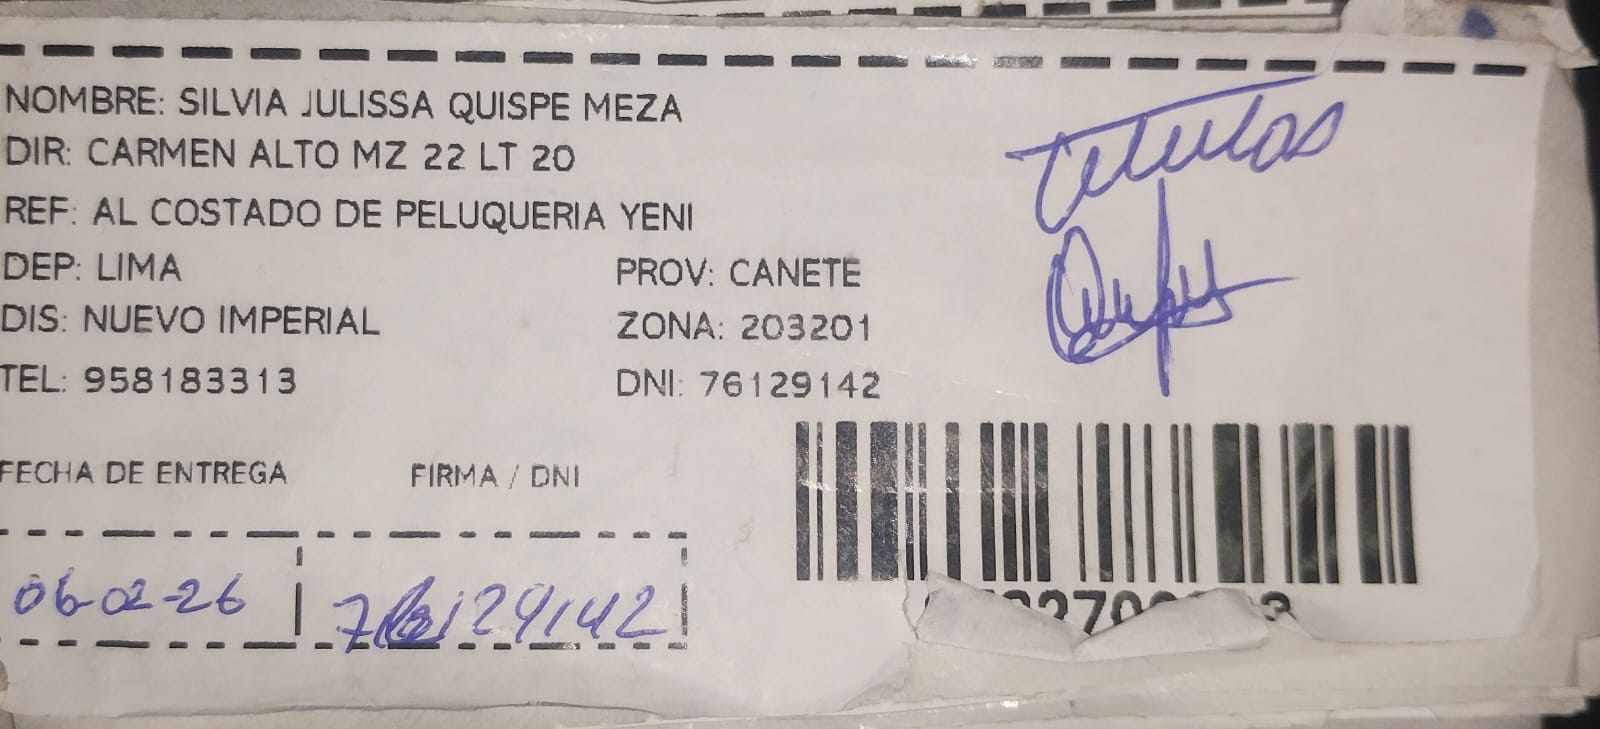 NOMBRE: SILVIA JULISSA QUISPE MEZA
DIR: CARMEN ALTO MZ 22 LT 20
REF: AL COSTADO DE PELUQUERIA YENI
DEP: LIMA PROV: CANETE
DIS: NUEVO IMPERIAL ZONA: 203201
TEL: 958183313 DNI: 76129142
Titulas
FECHA DE ENTREGA FIRMA / DNI
06-02-26 76129142